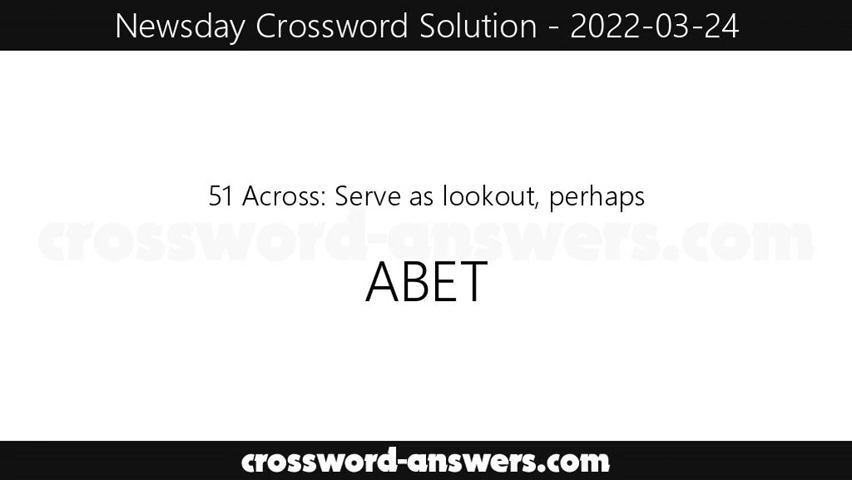 Newsday Crossword Solution - 2022-03-24
51 Across: Serve as lookout, perhaps
crossword-answers.com
ABET
crossword-answers.com